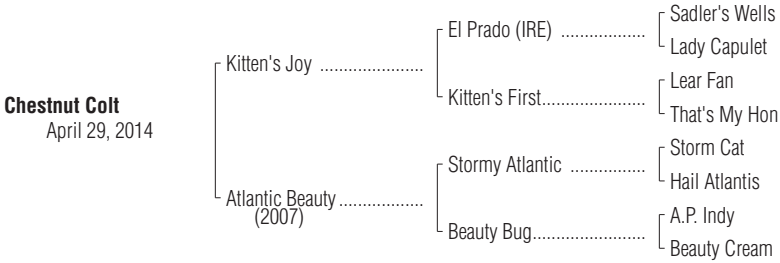 Sadler's Wells
El Prado (IRE) ..................
Lady Capulet
Kitten's Joy ......................
Lear Fan
Kitten's First......................
That's My Hon
Chestnut Colt
April 29, 2014
Storm Cat
Stormy Atlantic ................
Hail Atlantis
Atlantic Beauty ..................
(2007)
A.P. Indy
Beauty Bug........................
Beauty Cream